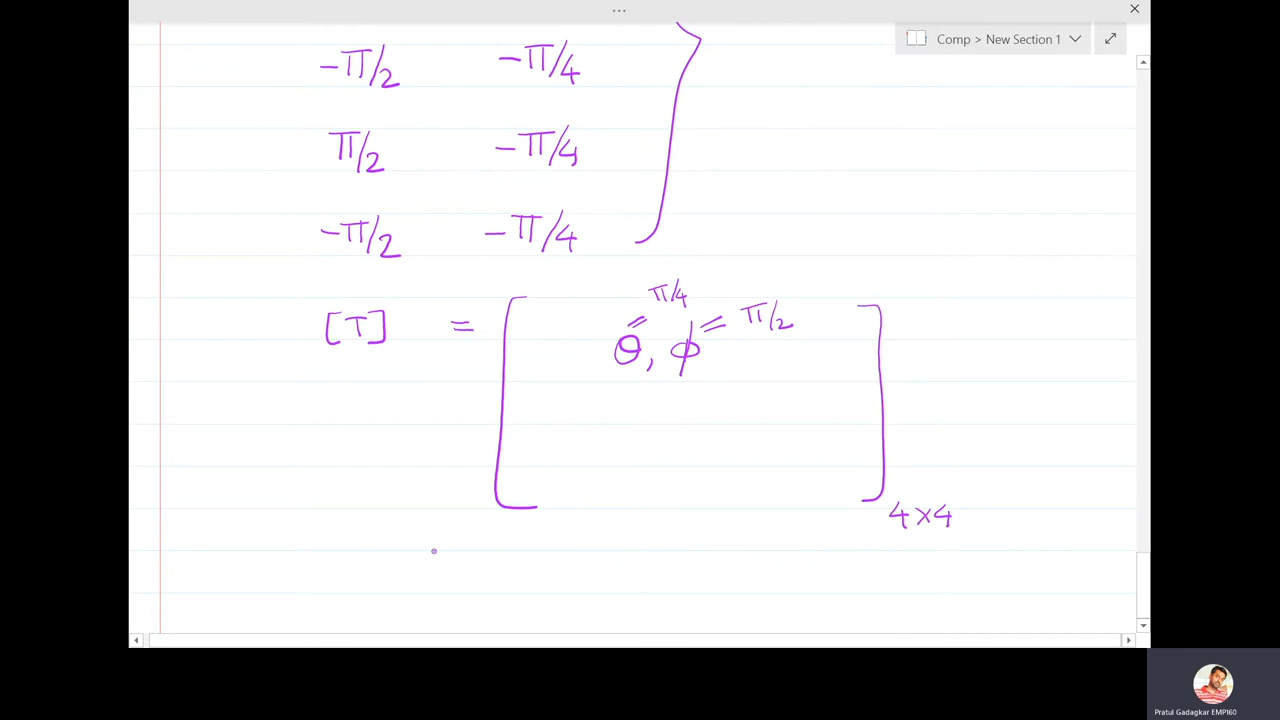 ...
Comp > New Section 1
-π/2 -π/4
π/2 -π/4
-π/2 -π/4
[T] = [ θ, ϕ ] 4×4
= π/4 = π/2
Pratul Gadagkar EMP160